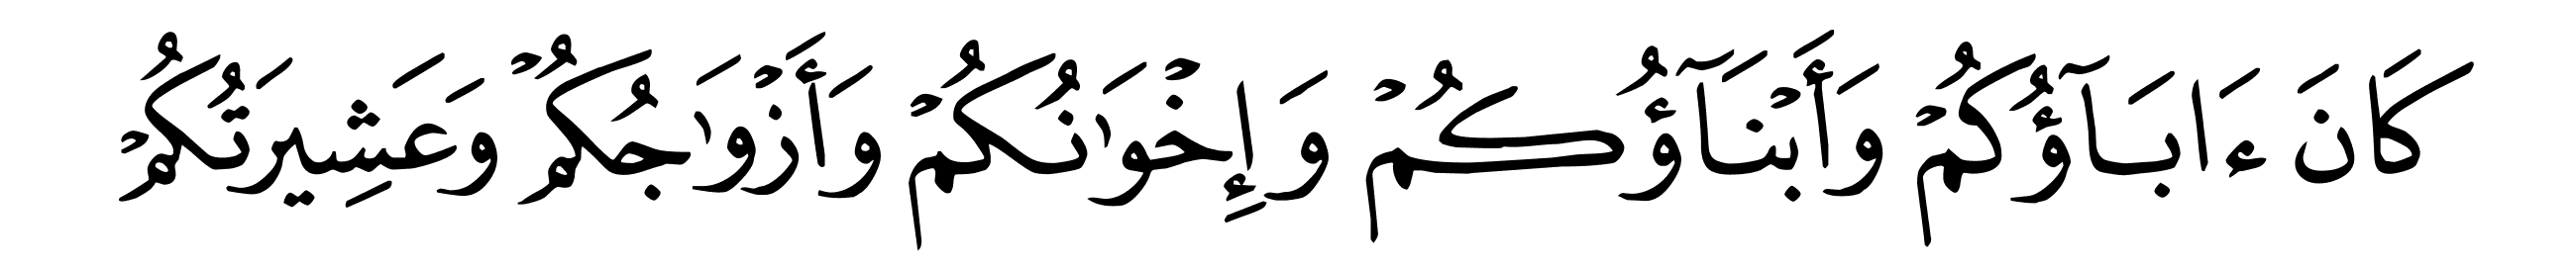 كَانَ ءَابَآؤُكُمْ وَأَبْنَآؤُكُمْ وَإِخْوَٰنُكُمْ وَأَزْوَٰجُكُمْ وَعَشِيرَتُكُمْ